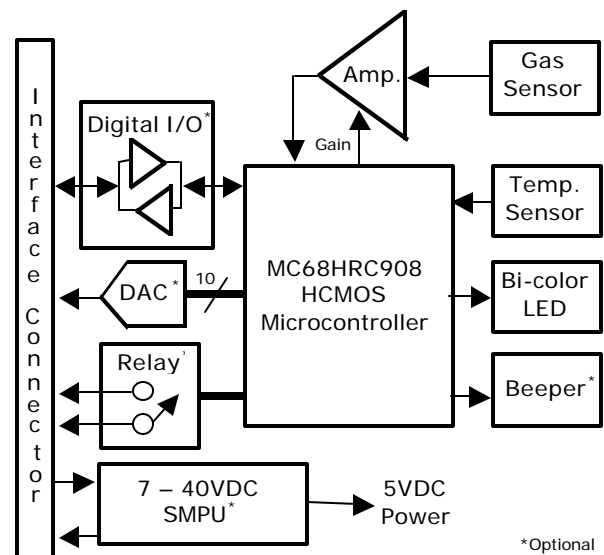 Interface Connector
Digital I/O*
Amp.
Gas
Sensor
Gain
Temp.
Sensor
MC68HRC908
HCMOS
Microcontroller
10
DAC *
Bi-color
LED
Relay*
Beeper*
7 – 40VDC
SMPU*
5VDC
Power
*Optional